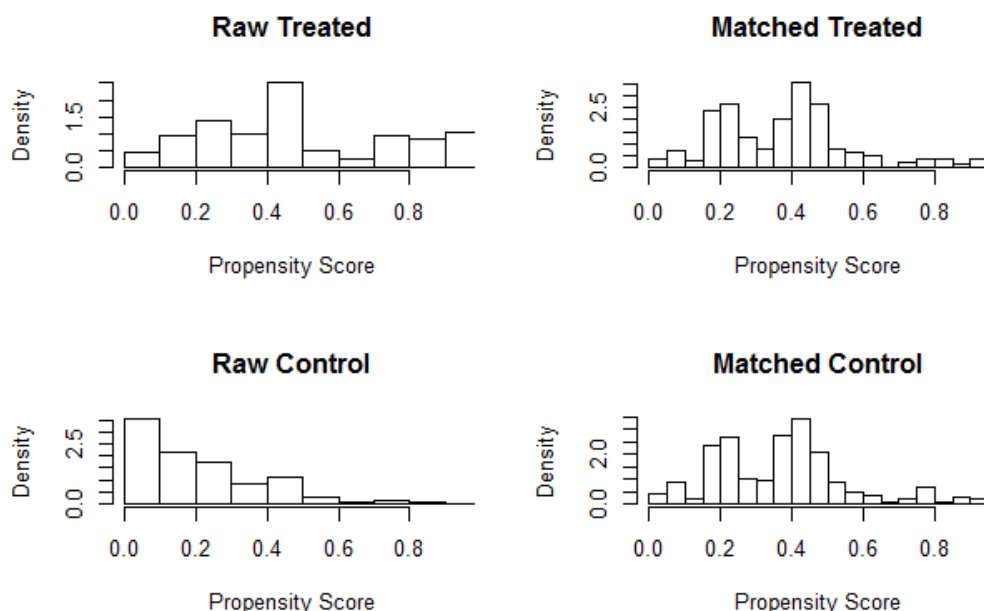 Raw Treated
Density
0.0 1.5
0.0 0.2 0.4 0.6 0.8
Propensity Score
Matched Treated
Density
0.0 2.5
0.0 0.2 0.4 0.6 0.8
Propensity Score
Raw Control
Density
0.0 2.5
0.0 0.2 0.4 0.6 0.8
Propensity Score
Matched Control
Density
0.0 2.0
0.0 0.2 0.4 0.6 0.8
Propensity Score